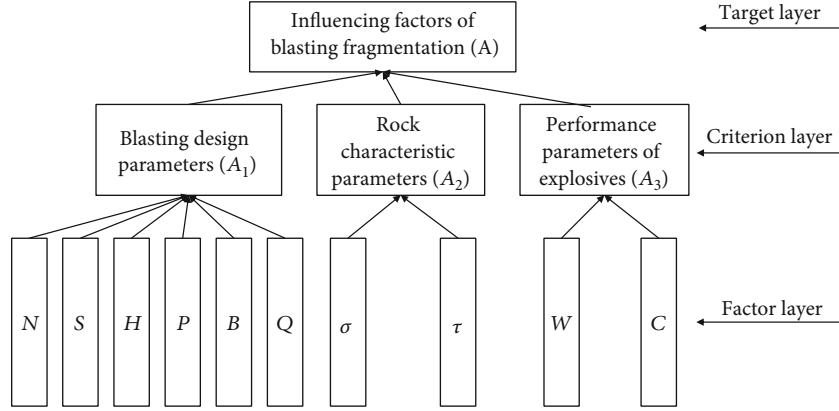 Influencing factors of
blasting fragmentation (A)
Target layer
Blasting design
parameters (A₁)
Rock
characteristic
parameters (A₂)
Performance
parameters of
explosives (A₃)
Criterion layer
N S H P B Q σ τ W C
Factor layer